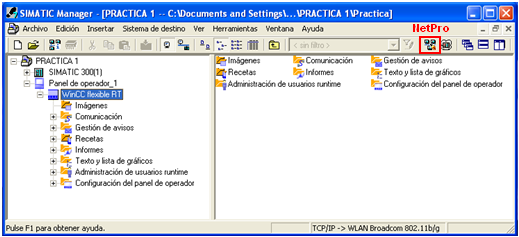 SIMATIC Manager - [PRACTICA 1 -- C:\Documents and Settings\...\PRACTICA 1\Practica]
Archivo Edición Insertar Sistema de destino Ver Herramientas Ventana Ayuda
NetPro
< sin filtro >
PRACTICA 1
SIMATIC 300(1)
Panel de operador_1
WinCC flexible RT
Imágenes
Comunicación
Gestión de avisos
Recetas
Informes
Texto y lista de gráficos
Administración de usuarios runtime
Configuración del panel de operador
Imágenes Comunicación Gestión de avisos
Recetas Informes Texto y lista de gráficos
Administración de usuarios runtime Configuración del panel de operador
Pulse F1 para obtener ayuda. TCP/IP -> WLAN Broadcom 802.11b/g